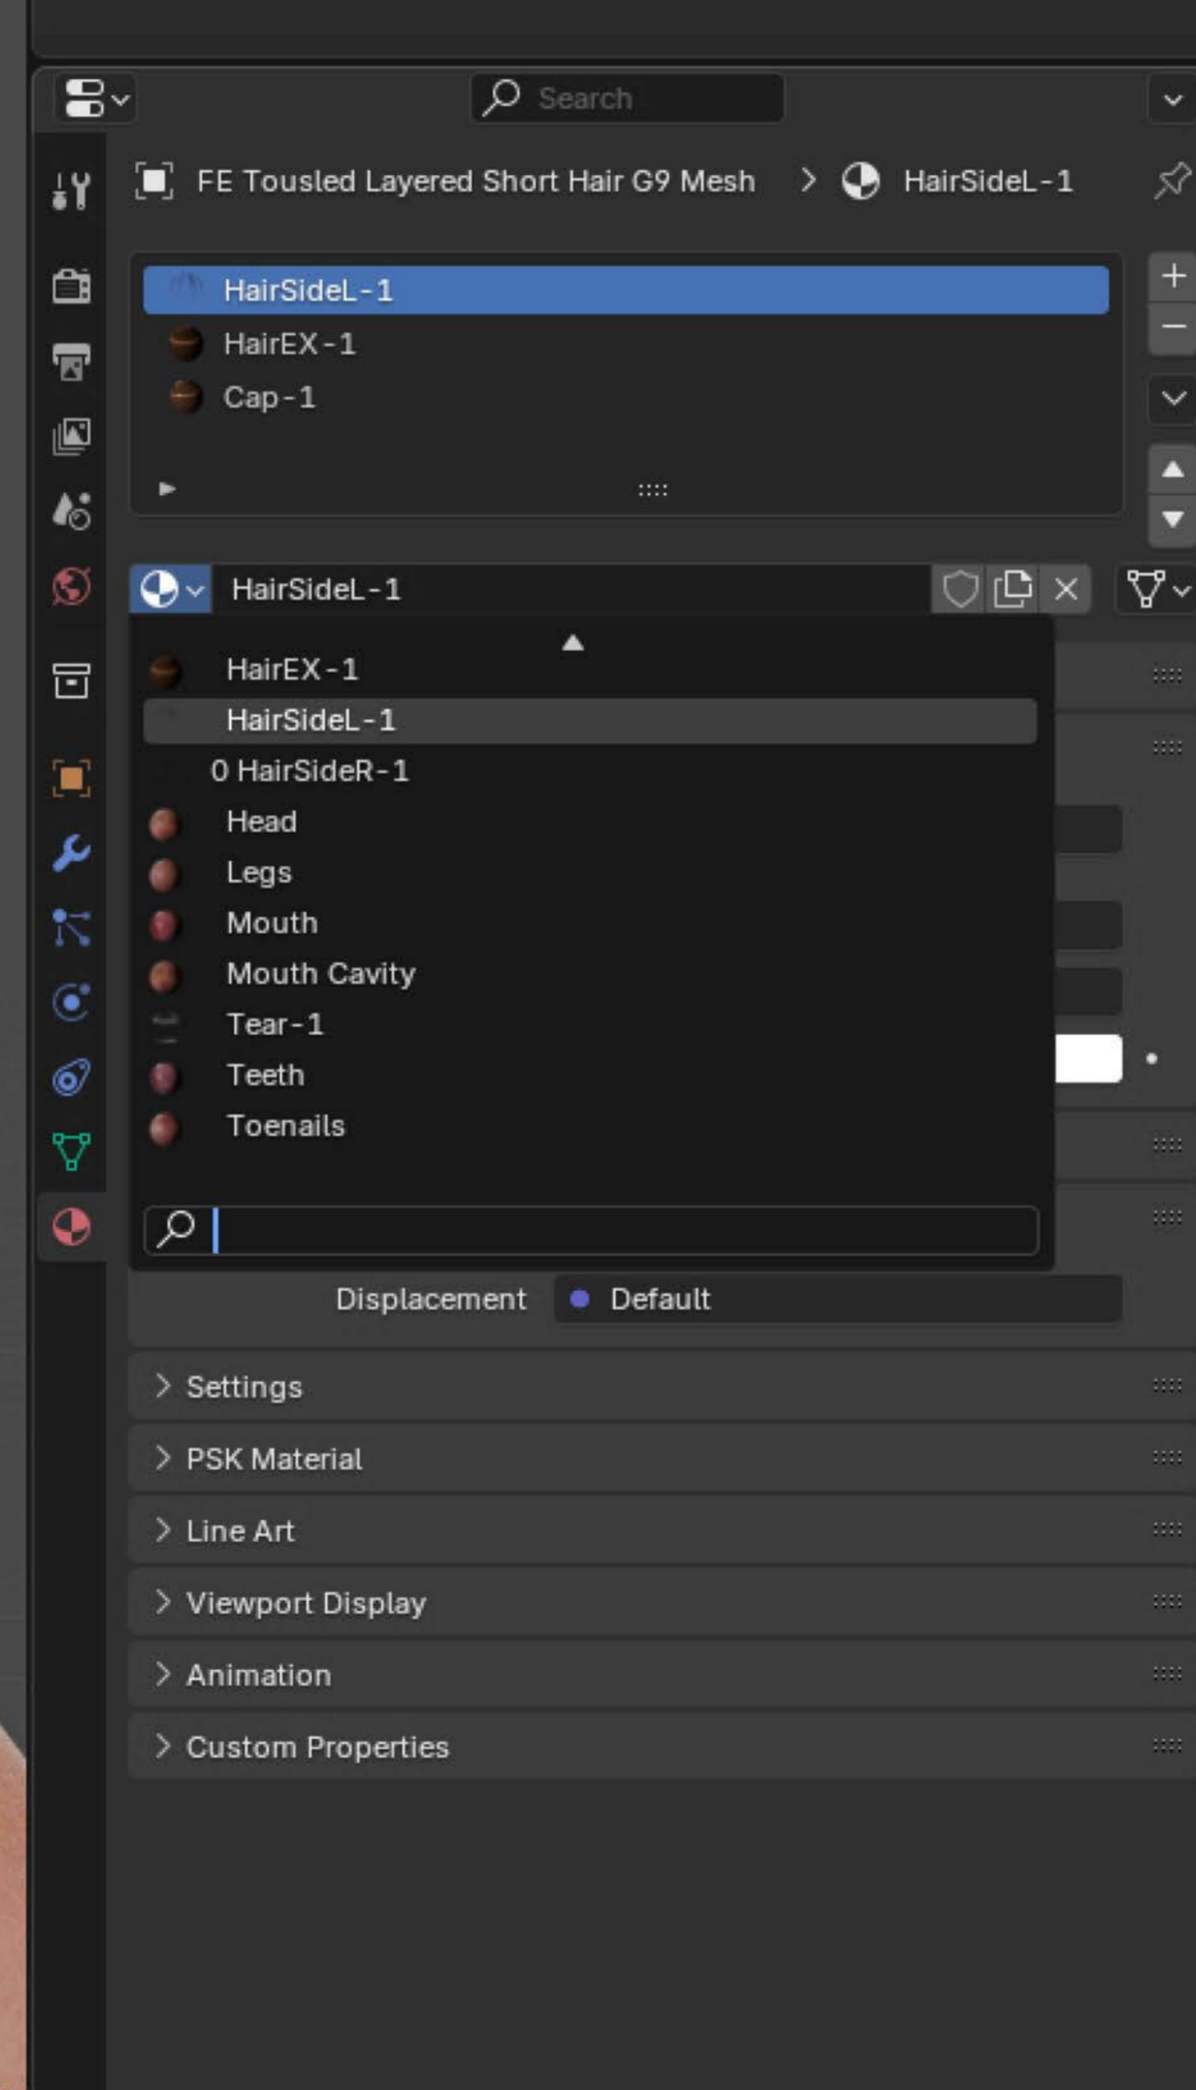 Search
FE Tousled Layered Short Hair G9 Mesh > HairSideL-1
HairSideL-1
HairEX-1
Cap-1
HairSideL-1
HairEX-1
HairSideL-1
0 HairSideR-1
Head
Legs
Mouth
Mouth Cavity
Tear-1
Teeth
Toenails
Displacement Default
Settings
PSK Material
Line Art
Viewport Display
Animation
Custom Properties